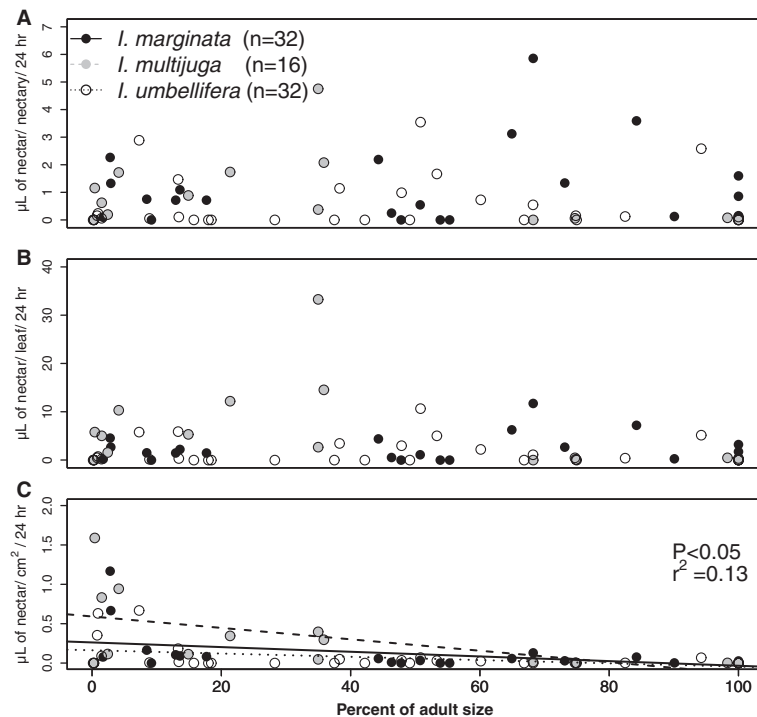 A
µL of nectar/ nectary/ 24 hr
0 1 2 3 4 5 6 7
I. marginata (n=32)
I. multijuga (n=16)
I. umbellifera (n=32)
B
µL of nectar/ leaf/ 24 hr
0 10 20 30 40
C
µL of nectar/ cm² / 24 hr
0.0 0.5 1.0 1.5 2.0
P<0.05
r² =0.13
0 20 40 60 80 100
Percent of adult size